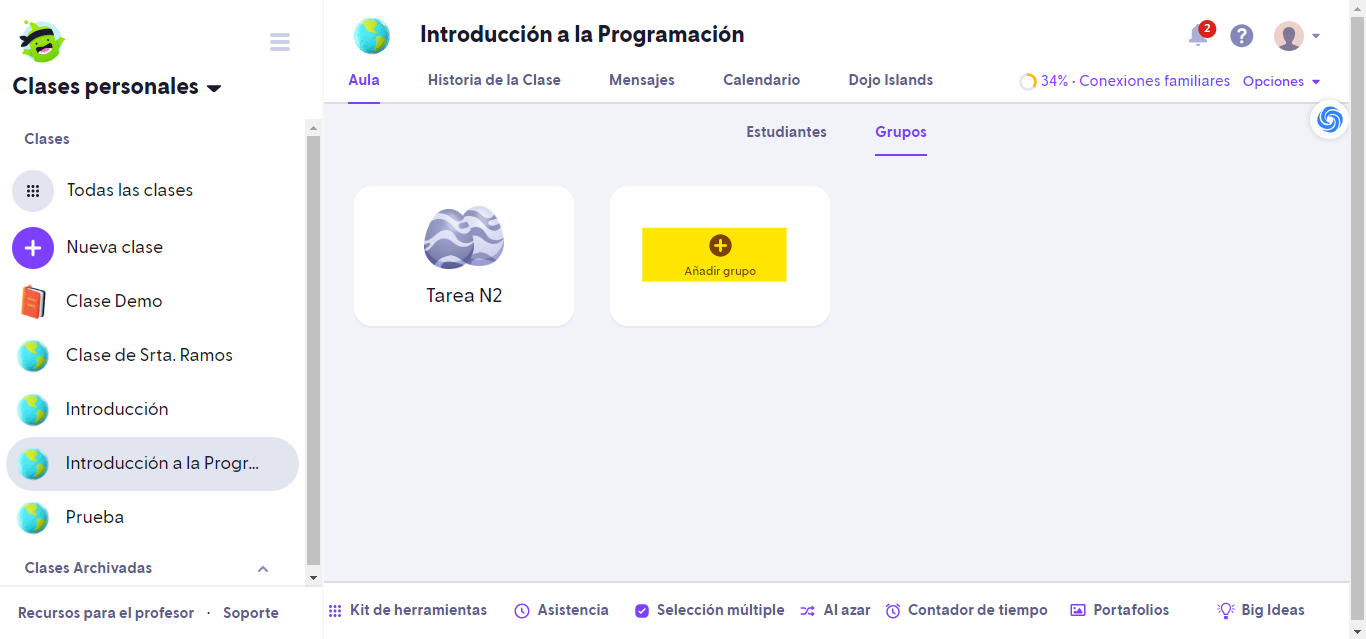 Clases personales
Clases
Todas las clases
Nueva clase
Clase Demo
Clase de Srta. Ramos
Introducción
Introducción a la Progr...
Prueba
Clases Archivadas
Recursos para el profesor · Soporte
Introducción a la Programación
2
Aula
Historia de la Clase
Mensajes
Calendario
Dojo Islands
34% · Conexiones familiares
Opciones
Estudiantes
Grupos
Tarea N2
Añadir grupo
Kit de herramientas
Asistencia
Selección múltiple
Al azar
Contador de tiempo
Portafolios
Big Ideas